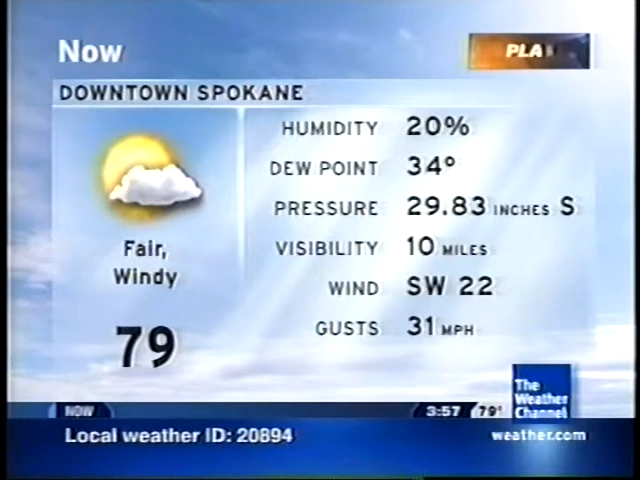 Now
PLA
DOWNTOWN SPOKANE
HUMIDITY 20%
DEW POINT 34°
PRESSURE 29.83 INCHES S
VISIBILITY 10 MILES
WIND SW 22
GUSTS 31 MPH
Fair,
Windy
79
The
Weather
Channel
NOW
3:57 79°
Local weather ID: 20894
weather.com